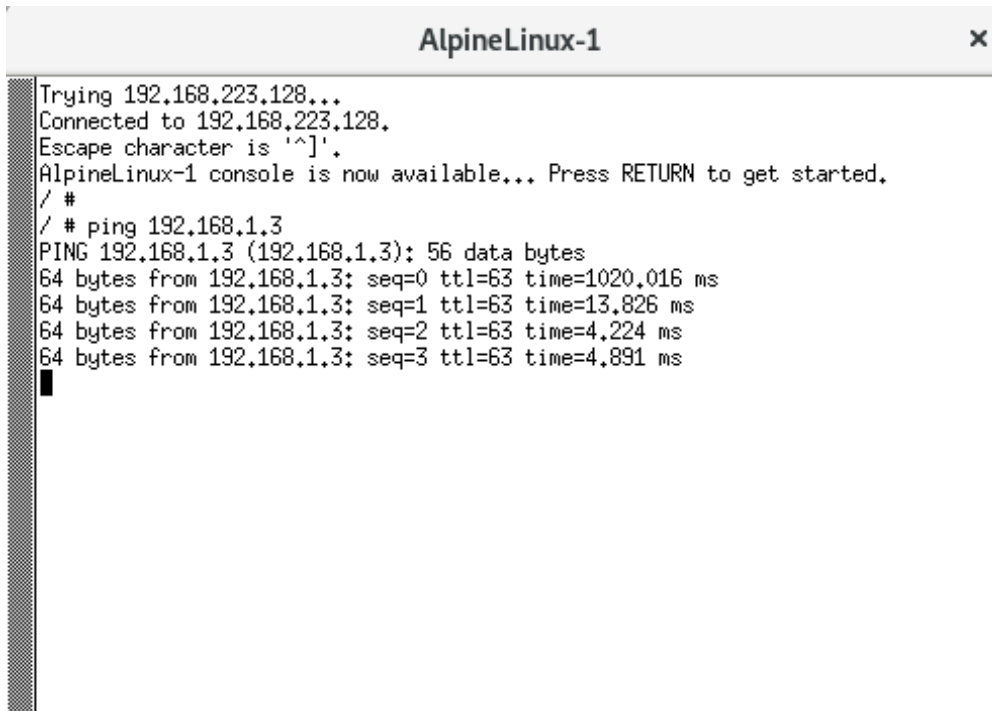 AlpineLinux-1
Trying 192.168.223.128...
Connected to 192.168.223.128.
Escape character is '^]'.
AlpineLinux-1 console is now available... Press RETURN to get started.
/ #
/ # ping 192.168.1.3
PING 192.168.1.3 (192.168.1.3): 56 data bytes
64 bytes from 192.168.1.3: seq=0 ttl=63 time=1020.016 ms
64 bytes from 192.168.1.3: seq=1 ttl=63 time=13.826 ms
64 bytes from 192.168.1.3: seq=2 ttl=63 time=4.224 ms
64 bytes from 192.168.1.3: seq=3 ttl=63 time=4.891 ms